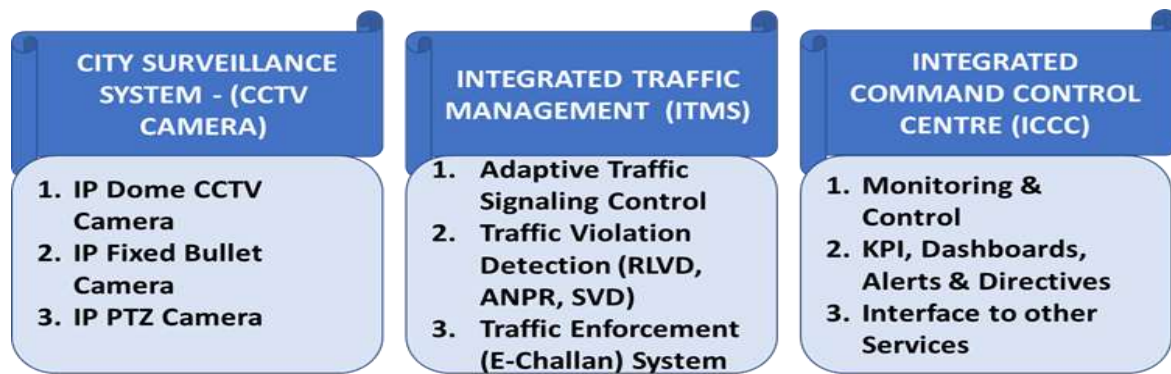 CITY SURVEILLANCE
SYSTEM - (CCTV
CAMERA)
1. IP Dome CCTV
Camera
2. IP Fixed Bullet
Camera
3. IP PTZ Camera
INTEGRATED TRAFFIC
MANAGEMENT (ITMS)
1. Adaptive Traffic
Signaling Control
2. Traffic Violation
Detection (RLVD,
ANPR, SVD)
3. Traffic Enforcement
(E-Challan) System
INTEGRATED
COMMAND CONTROL
CENTRE (ICCC)
1. Monitoring &
Control
2. KPI, Dashboards,
Alerts & Directives
3. Interface to other
Services